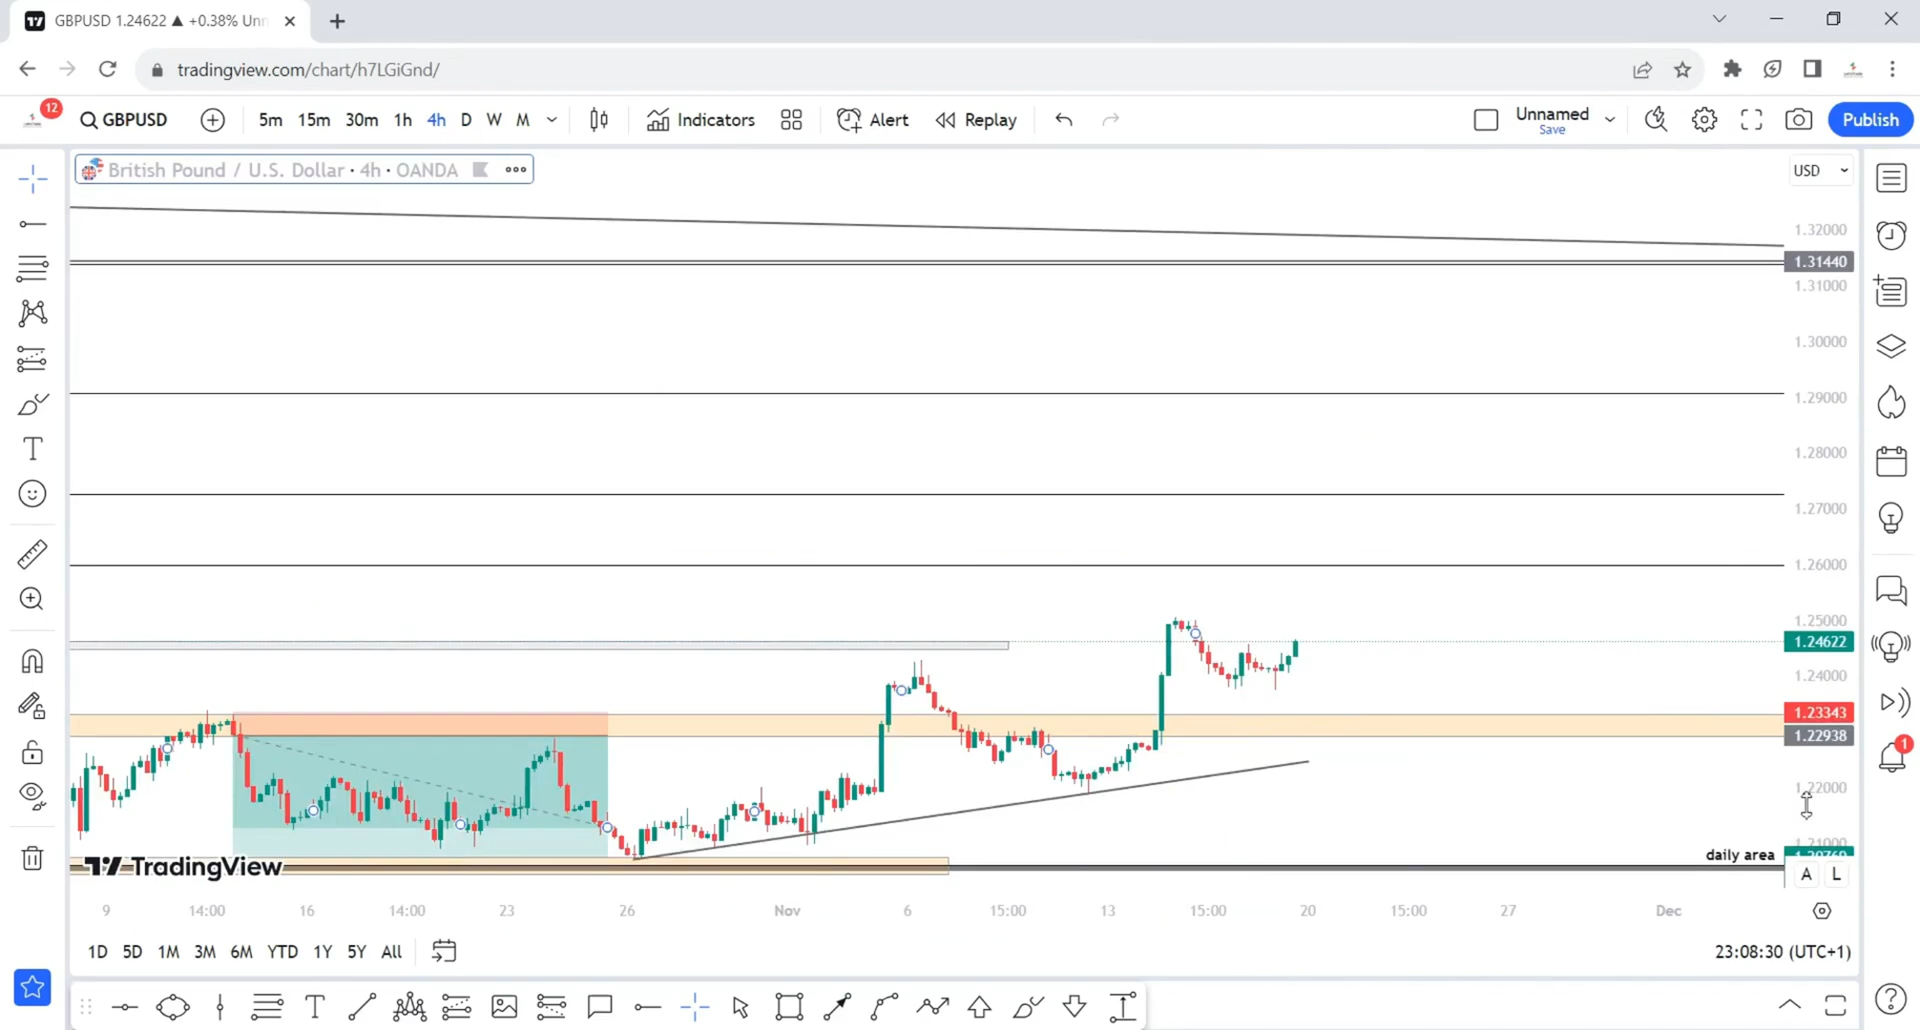 GBPUSD 1.24622 ▲ +0.38% Unn
tradingview.com/chart/h7LGiGnd/
12
GBPUSD 5m 15m 30m 1h 4h D W M Indicators Alert Replay Unnamed Save Publish
British Pound / U.S. Dollar · 4h · OANDA
USD
1.32000
1.31440
1.31000
1.30000
1.29000
1.28000
1.27000
1.26000
1.25000
1.24622
1.24000
1.23343
1.22938
1
1.22000
1.21000
daily area
TradingView
A L
9 14:00 16 14:00 23 26 Nov 6 15:00 13 15:00 20 15:00 27 Dec
1D 5D 1M 3M 6M YTD 1Y 5Y All 23:08:30 (UTC+1)